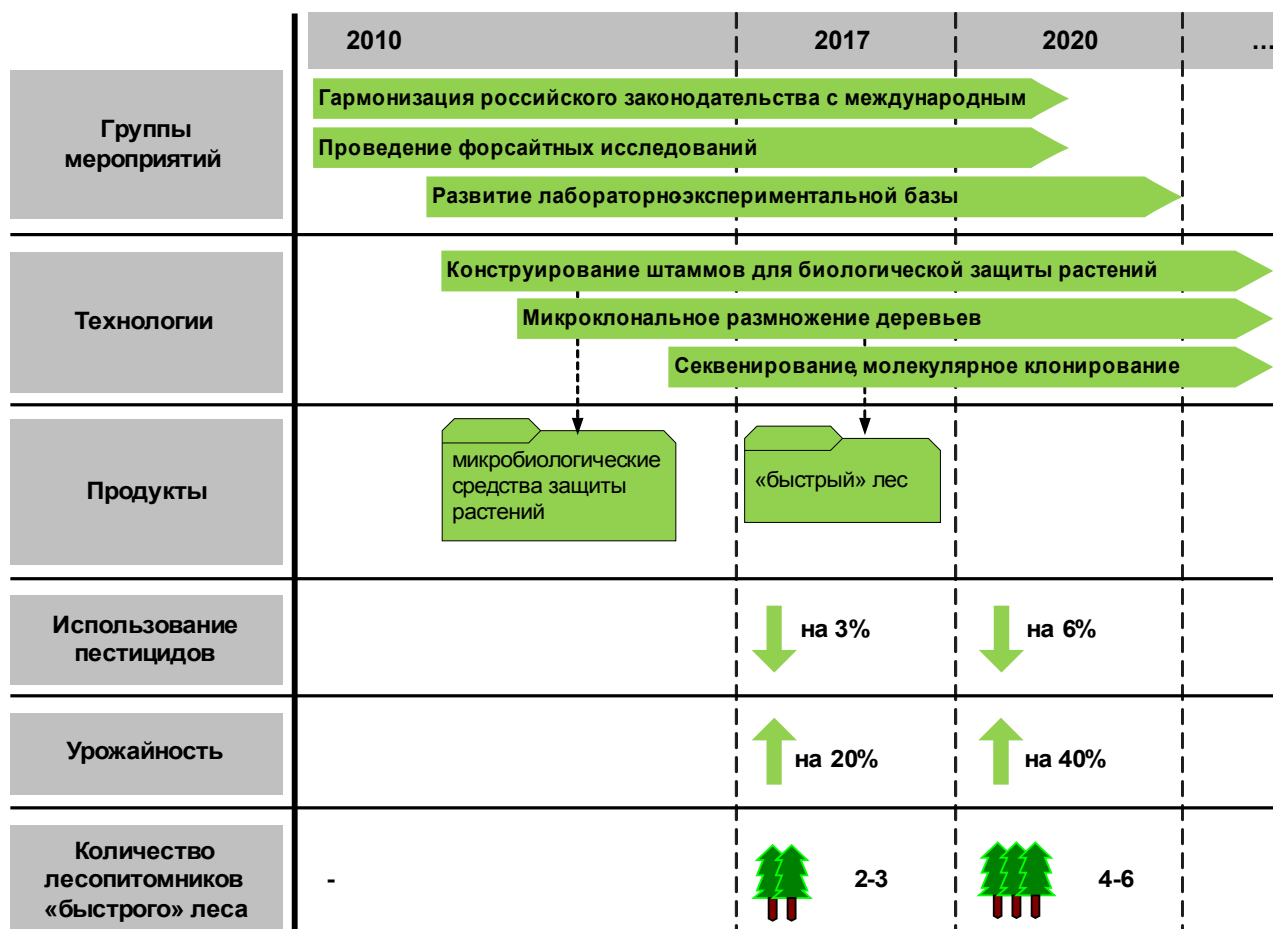 2010 2017 2020 ...
Группы
мероприятий
Гармонизация российского законодательства с международным
Проведение форсайтных исследований
Развитие лабораторно-экспериментальной базы
Технологии
Конструирование штаммов для биологической защиты растений
Микроклональное размножение деревьев
Секвенирование, молекулярное клонирование
Продукты
микробиологические
средства защиты
растений
«быстрый» лес
Использование
пестицидов
на 3% на 6%
Урожайность
на 20% на 40%
Количество
лесопитомников
«быстрого» леса
- 2-3 4-6